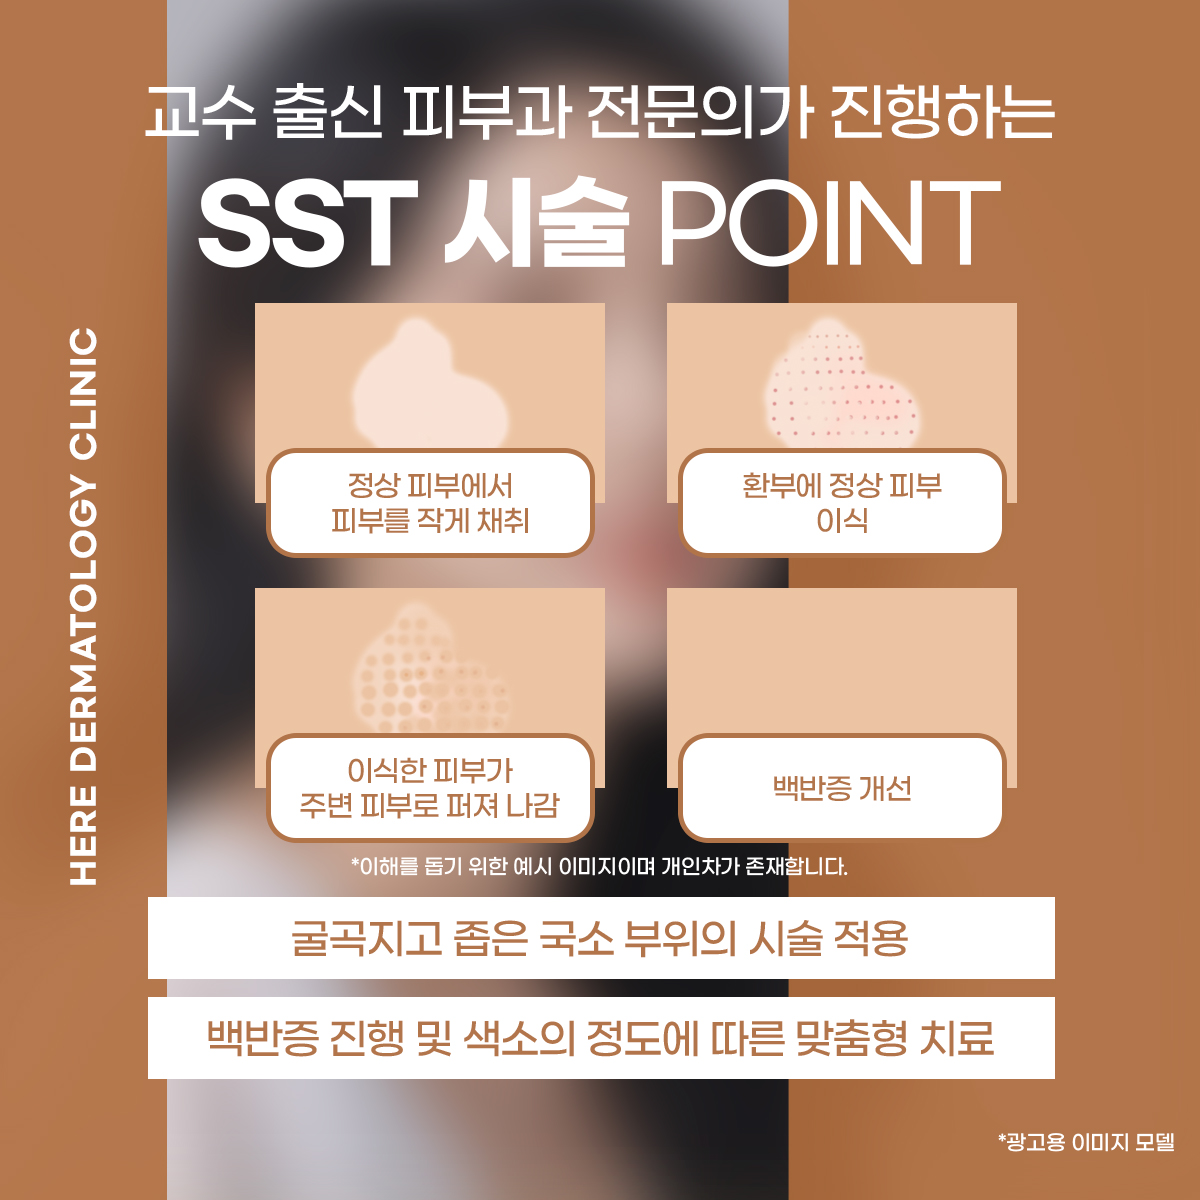 교수 출신 피부과 전문의가 진행하는
SST 시술 POINT
HERE DERMATOLOGY CLINIC
정상 피부에서
피부를 작게 채취
환부에 정상 피부
이식
이식한 피부가
주변 피부로 퍼져 나감
백반증 개선
*이해를 돕기 위한 예시 이미지이며 개인차가 존재합니다.
굴곡지고 좁은 국소 부위의 시술 적용
백반증 진행 및 색소의 정도에 따른 맞춤형 치료
*광고용 이미지 모델